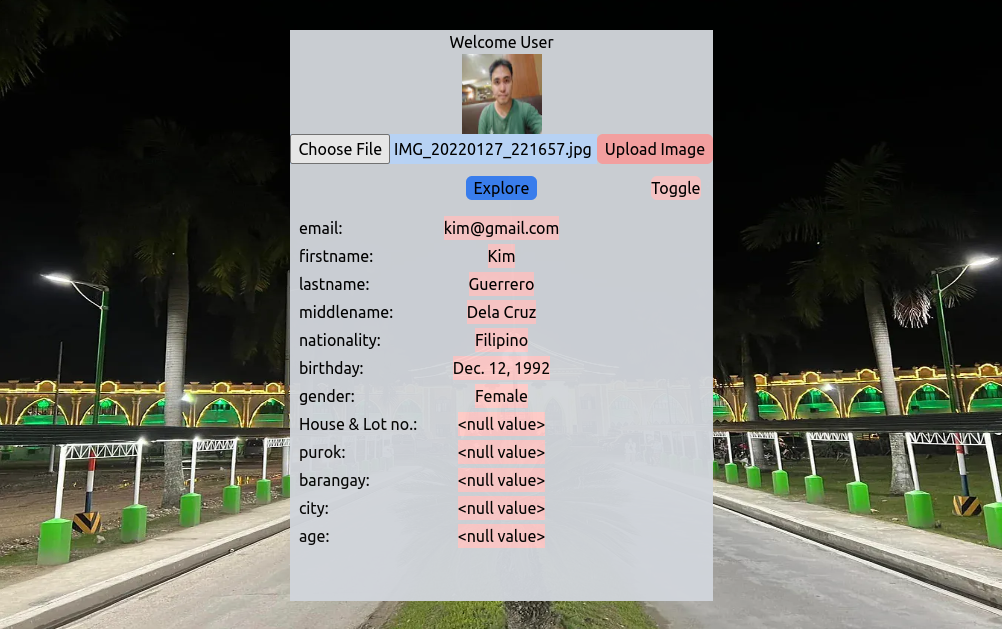 Welcome User
Choose File IMG_20220127_221657.jpg Upload Image
Explore Toggle
email: kim@gmail.com
firstname: Kim
lastname: Guerrero
middlename: Dela Cruz
nationality: Filipino
birthday: Dec. 12, 1992
gender: Female
House & Lot no.: <null value>
purok: <null value>
barangay: <null value>
city: <null value>
age: <null value>